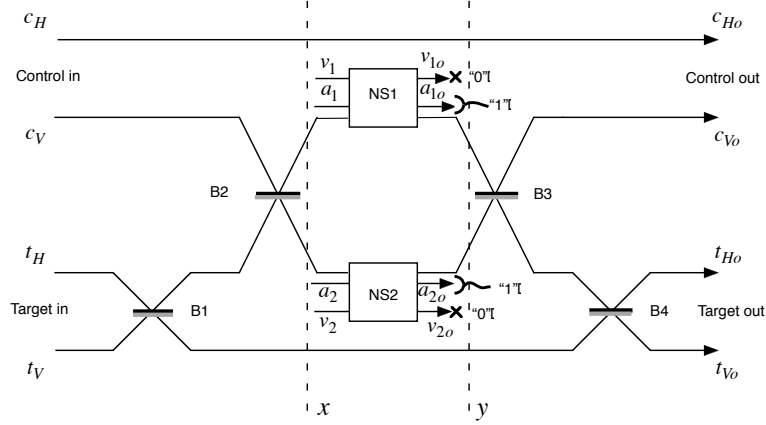 c_H c_Ho
v_1 v_1o "0"[
Control in Control out
NS1
a_1 a_1o "1"[
c_V c_Vo
B2 B3
t_H t_Ho
NS2
a_2 a_2o "1"[
Target in B1 B4 Target out
v_2 v_2o "0"[
t_V t_Vo
x y